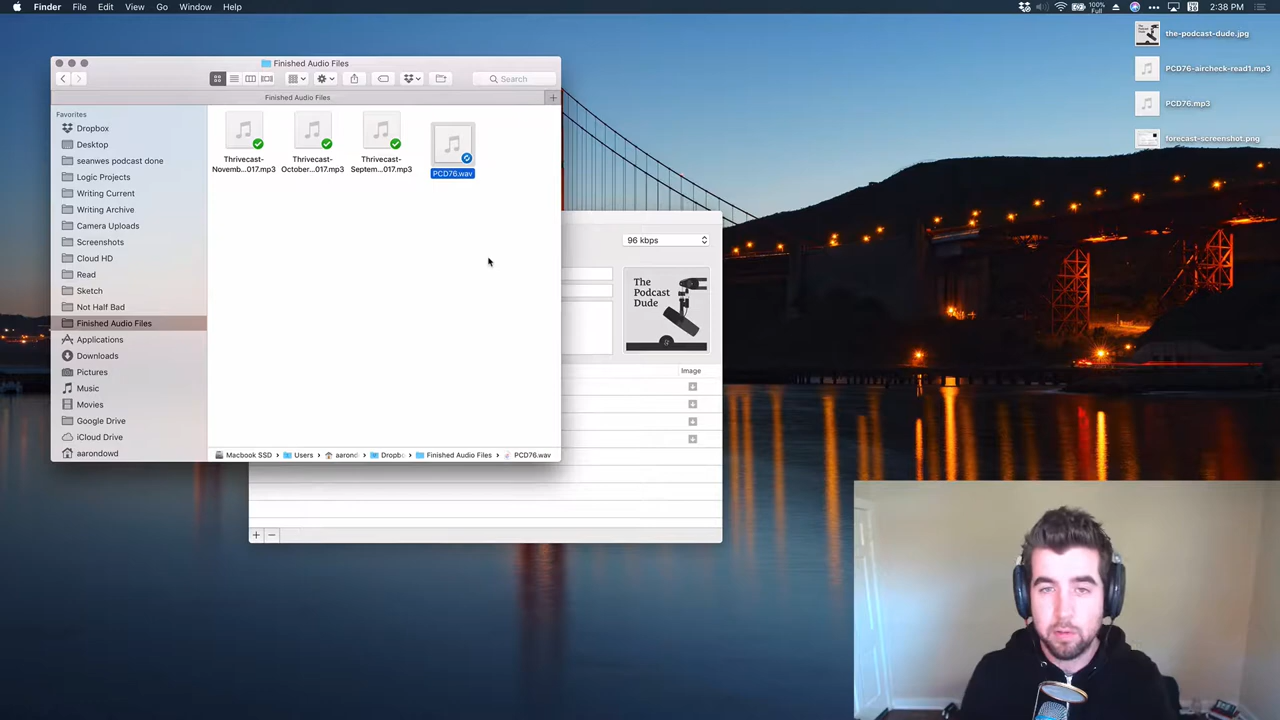 Finder File Edit View Go Window Help
100% Full
2:38 PM
Finished Audio Files
Search
Finished Audio Files
Favorites
Dropbox
Desktop
seanwes podcast done
Logic Projects
Writing Current
Writing Archive
Camera Uploads
Screenshots
Cloud HD
Read
Sketch
Not Half Bad
Finished Audio Files
Applications
Downloads
Pictures
Music
Movies
Google Drive
iCloud Drive
aarondowd
Thrivecast-
Novemb...017.mp3
Thrivecast-
October...017.mp3
Thrivecast-
Septem...017.mp3
PCD76.wav
Macbook SSD › Users › aarond › Dropb › Finished Audio Files › PCD76.wav
96 kbps
The
Podcast
Dude
Image
+ −
the-podcast-dude.jpg
PCD76-aircheck-read1.mp3
PCD76.mp3
forecast-screenshot.png